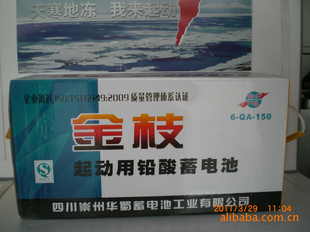 天寒地冻 我来起动
企业通过ISO/TS16949:2009质量管理体系认证
6-QA-150
金枝
起动用铅酸蓄电池
四川崇州华蜀蓄电池工业有限公司
2011/3/29 11:04